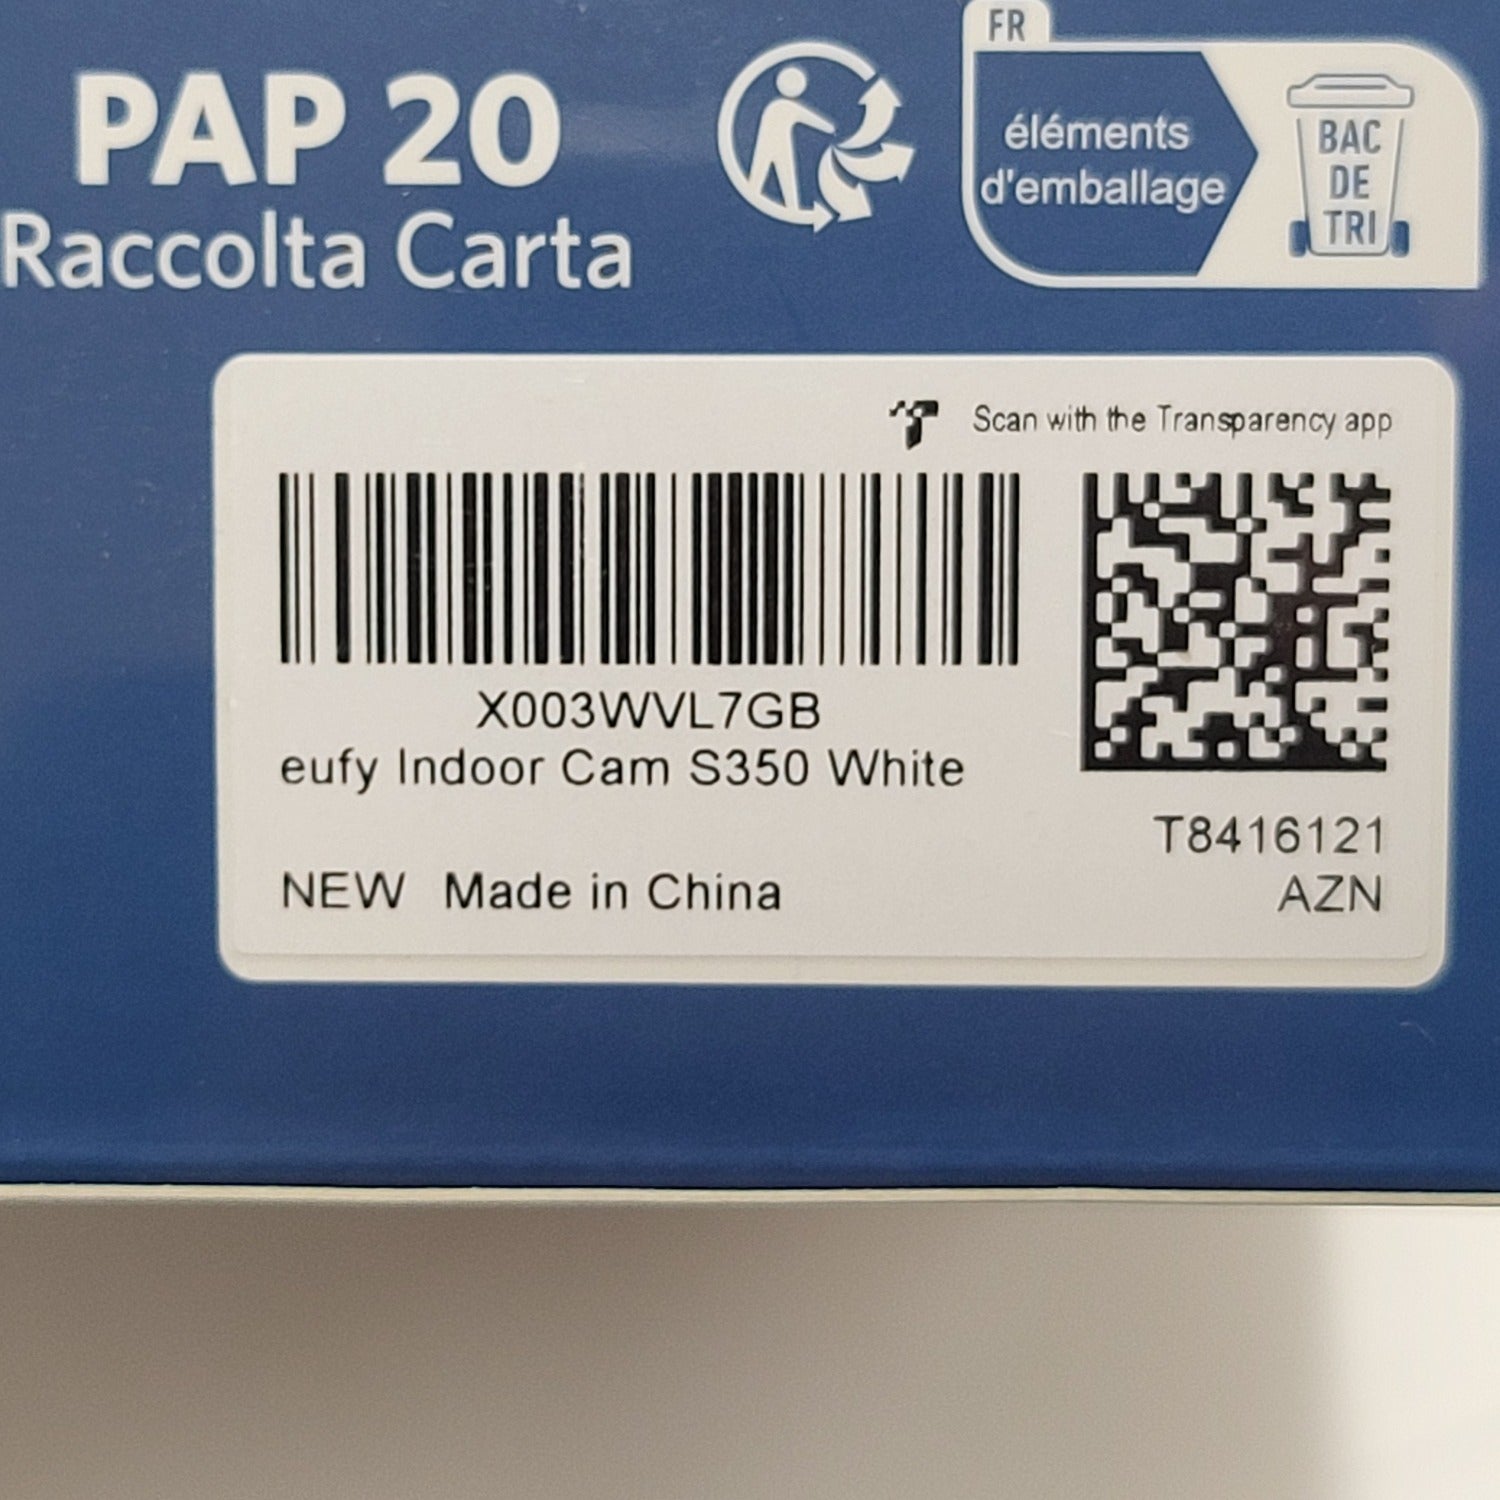 PAP 20
Raccolta Carta
FR
éléments
d'emballage
BAC
DE
TRI
Scan with the Transparency app
X003WVL7GB
eufy Indoor Cam S350 White
NEW Made in China
T8416121
AZN